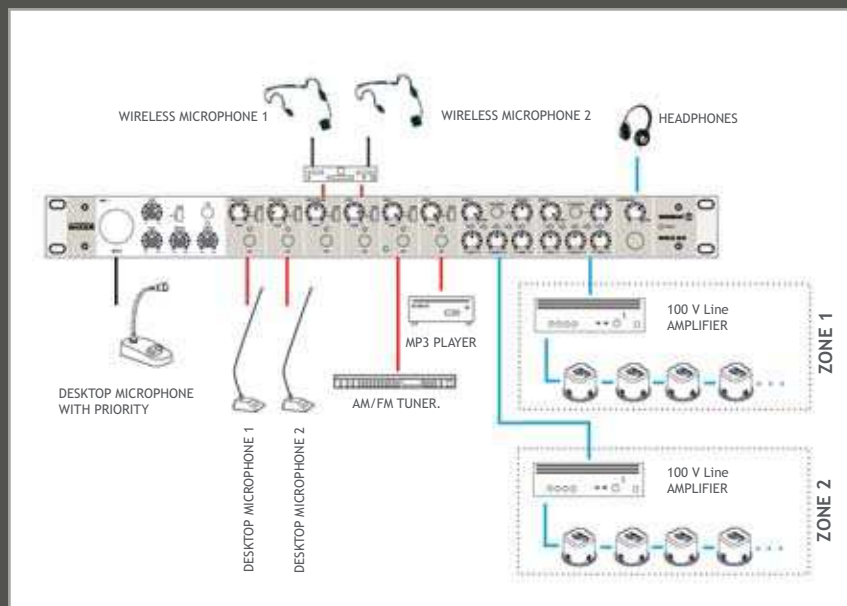 WIRELESS MICROPHONE 1
WIRELESS MICROPHONE 2
HEADPHONES
MIXER
DESKTOP MICROPHONE
WITH PRIORITY
DESKTOP MICROPHONE 1
DESKTOP MICROPHONE 2
AM/FM TUNER.
MP3 PLAYER
100 V Line
AMPLIFIER
ZONE 1
100 V Line
AMPLIFIER
ZONE 2